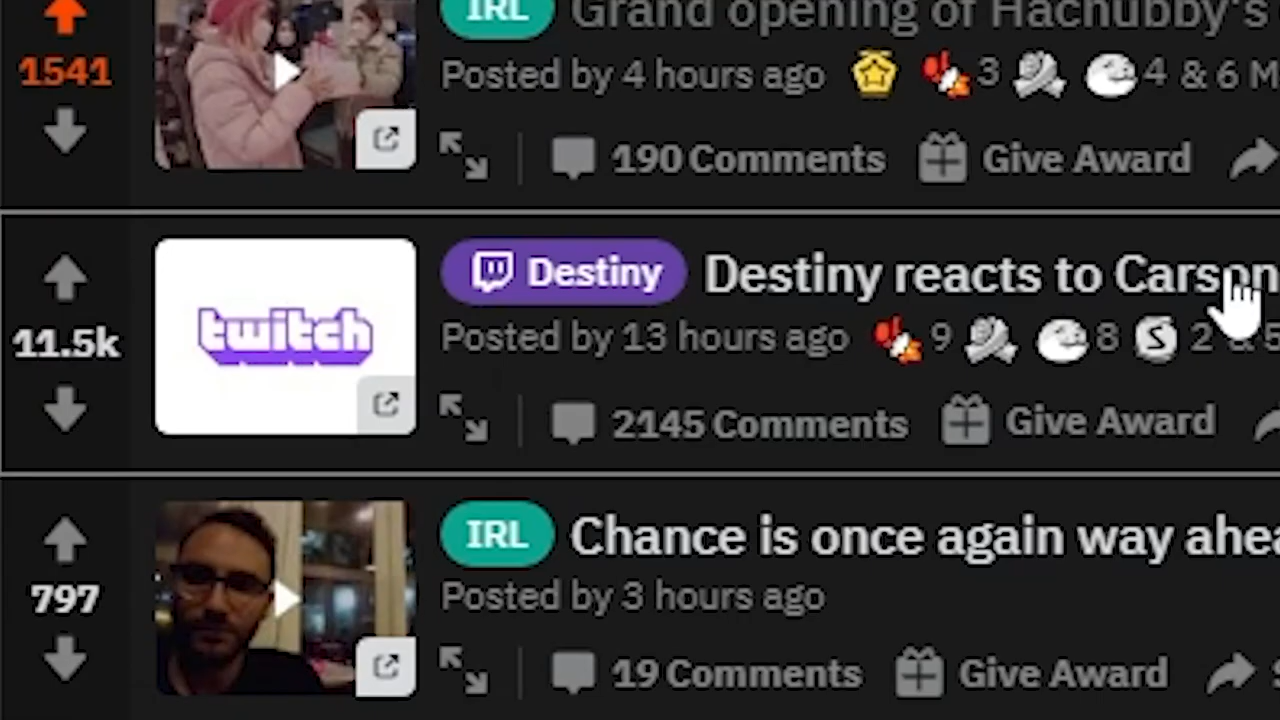 IRL Grand opening of Hachubby's
1541
Posted by 4 hours ago 3 4 & 6 M
190 Comments Give Award
Destiny Destiny reacts to Carson
twitch
11.5k
Posted by 13 hours ago 9 8 S 2 & 5
2145 Comments Give Award
IRL Chance is once again way ahea
797
Posted by 3 hours ago
19 Comments Give Award S